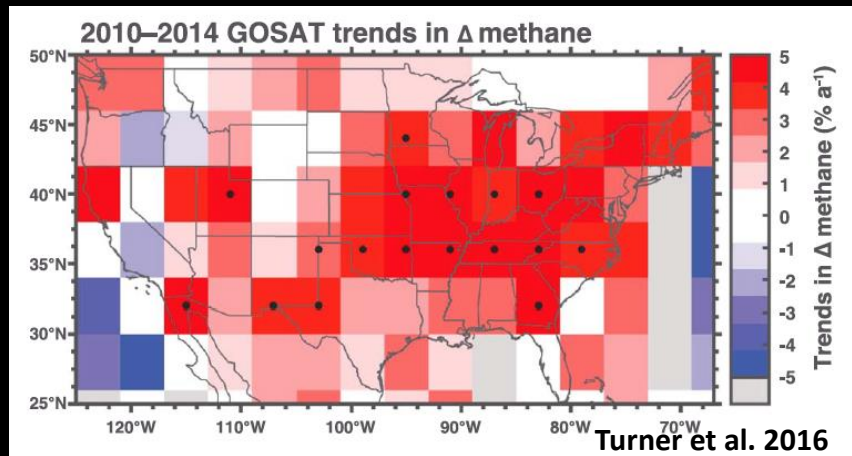 2010–2014 GOSAT trends in Δ methane
50°N
45°N
40°N
35°N
30°N
25°N
120°W 110°W 100°W 90°W 80°W 70°W
5
4
3
2
1
0
-1
-2
-3
-4
-5
Trends in Δ methane (% a⁻¹)
Turner et al. 2016